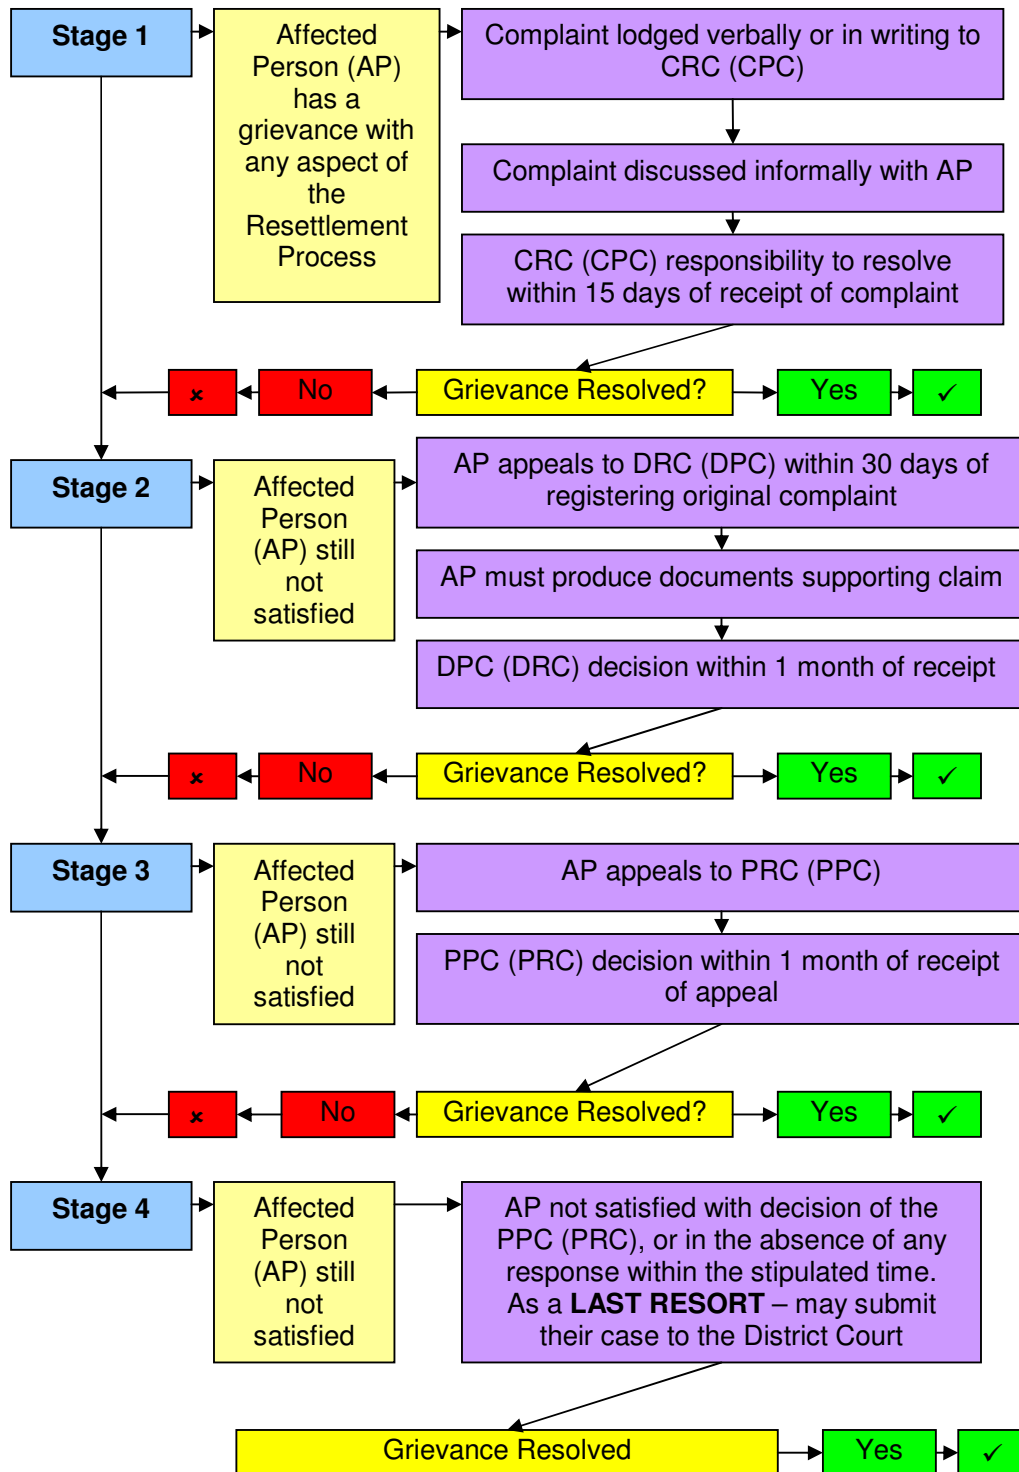 Stage 1
Affected
Person (AP)
has a
grievance with
any aspect of
the
Resettlement
Process
Complaint lodged verbally or in writing to
CRC (CPC)
Complaint discussed informally with AP
CRC (CPC) responsibility to resolve
within 15 days of receipt of complaint
× No Grievance Resolved? Yes ✓
Stage 2
Affected
Person
(AP) still
not
satisfied
AP appeals to DRC (DPC) within 30 days of
registering original complaint
AP must produce documents supporting claim
DPC (DRC) decision within 1 month of receipt
× No Grievance Resolved? Yes ✓
Stage 3
Affected
Person
(AP) still
not
satisfied
AP appeals to PRC (PPC)
PPC (PRC) decision within 1 month of receipt
of appeal
× No Grievance Resolved? Yes ✓
Stage 4
Affected
Person
(AP) still
not
satisfied
AP not satisfied with decision of the
PPC (PRC), or in the absence of any
response within the stipulated time.
As a LAST RESORT – may submit
their case to the District Court
Grievance Resolved Yes ✓